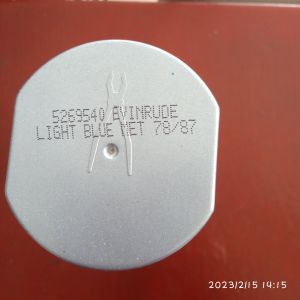 5269540 EVINRUDE
LIGHT BLUE MET 78/87
2023/2/15 14:15